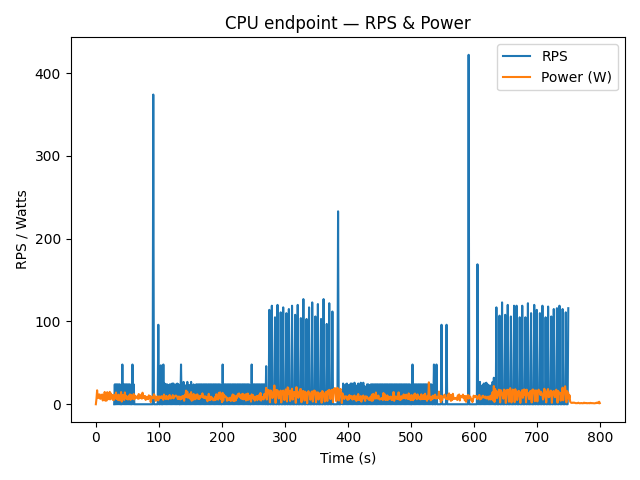 CPU endpoint — RPS & Power
RPS
Power (W)
RPS / Watts
400
300
200
100
0
0 100 200 300 400 500 600 700 800
Time (s)